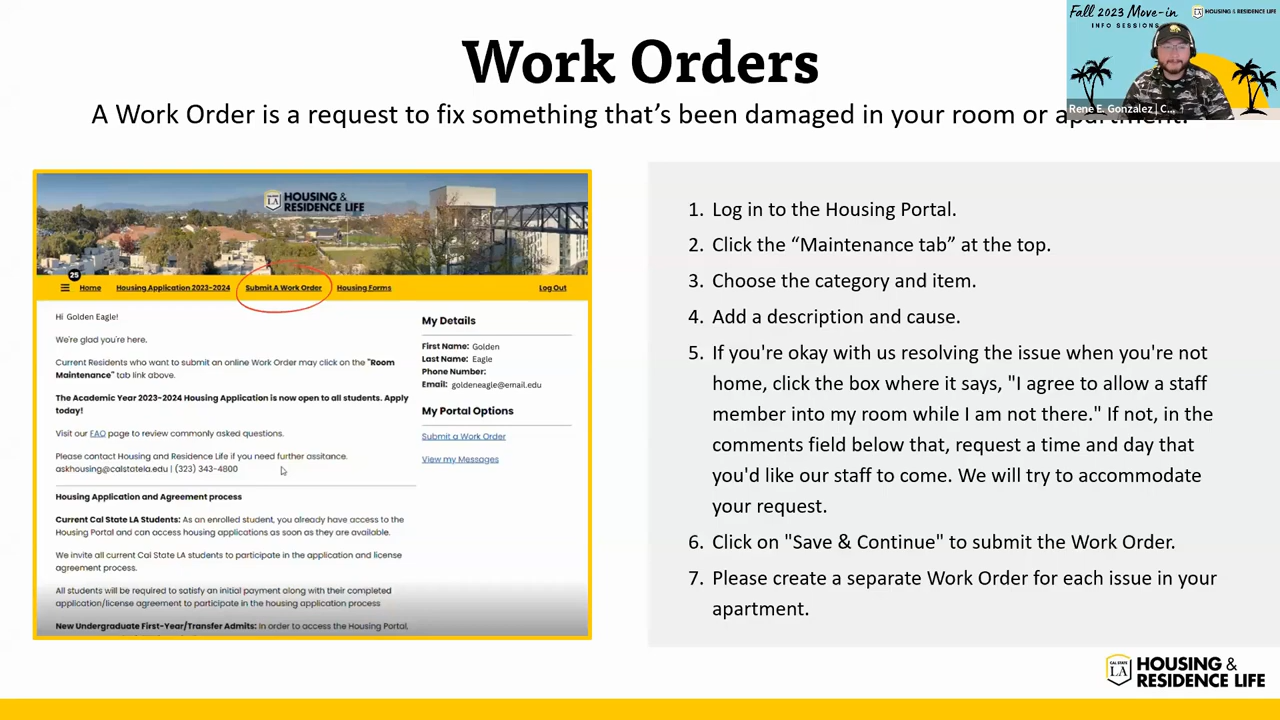 Work Orders
A Work Order is a request to fix something that's been damaged in your room or apartment.
Fall 2023 Move-in
INFO SESSIONS
HOUSING & RESIDENCE LIFE
Rene E. Gonzalez | C...
CAL STATE
LA
HOUSING &
RESIDENCE LIFE
25
Home
Housing Application 2023-2024
Submit A Work Order
Housing Forms
Log Out
Hi Golden Eagle!
We're glad you're here.
Current Residents who want to submit an online Work Order may click on the "Room
Maintenance" tab link above.
The Academic Year 2023-2024 Housing Application is now open to all students. Apply
today!
Visit our FAQ page to review commonly asked questions.
Please contact Housing and Residence Life if you need further assitance.
askhousing@calstatela.edu | (323) 343-4800
Housing Application and Agreement process
Current Cal State LA Students: As an enrolled student, you already have access to the
Housing Portal and can access housing applications as soon as they are available.
We invite all current Cal State LA students to participate in the application and license
agreement process.
All students will be required to satisfy an initial payment along with their completed
application/license agreement to participate in the housing application process
New Undergraduate First-Year/Transfer Admits: In order to access the Housing Portal,
My Details
First Name: Golden
Last Name: Eagle
Phone Number:
Email: goldeneagle@email.edu
My Portal Options
Submit a Work Order
View my Messages
1. Log in to the Housing Portal.
2. Click the “Maintenance tab” at the top.
3. Choose the category and item.
4. Add a description and cause.
5. If you're okay with us resolving the issue when you're not
home, click the box where it says, "I agree to allow a staff
member into my room while I am not there." If not, in the
comments field below that, request a time and day that
you'd like our staff to come. We will try to accommodate
your request.
6. Click on "Save & Continue" to submit the Work Order.
7. Please create a separate Work Order for each issue in your
apartment.
CAL STATE
LA
HOUSING &
RESIDENCE LIFE